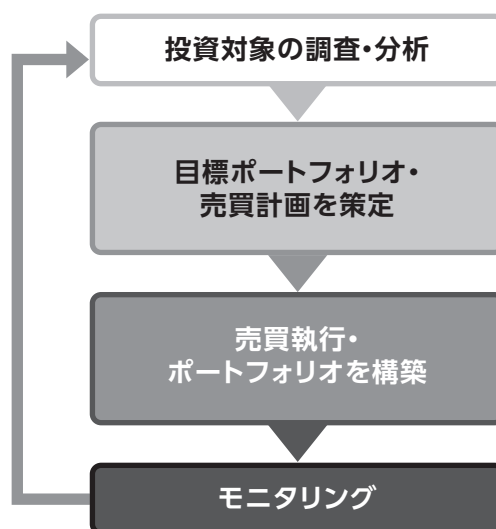 投資対象の調査・分析
目標ポートフォリオ・
売買計画を策定
売買執行・
ポートフォリオを構築
モニタリング